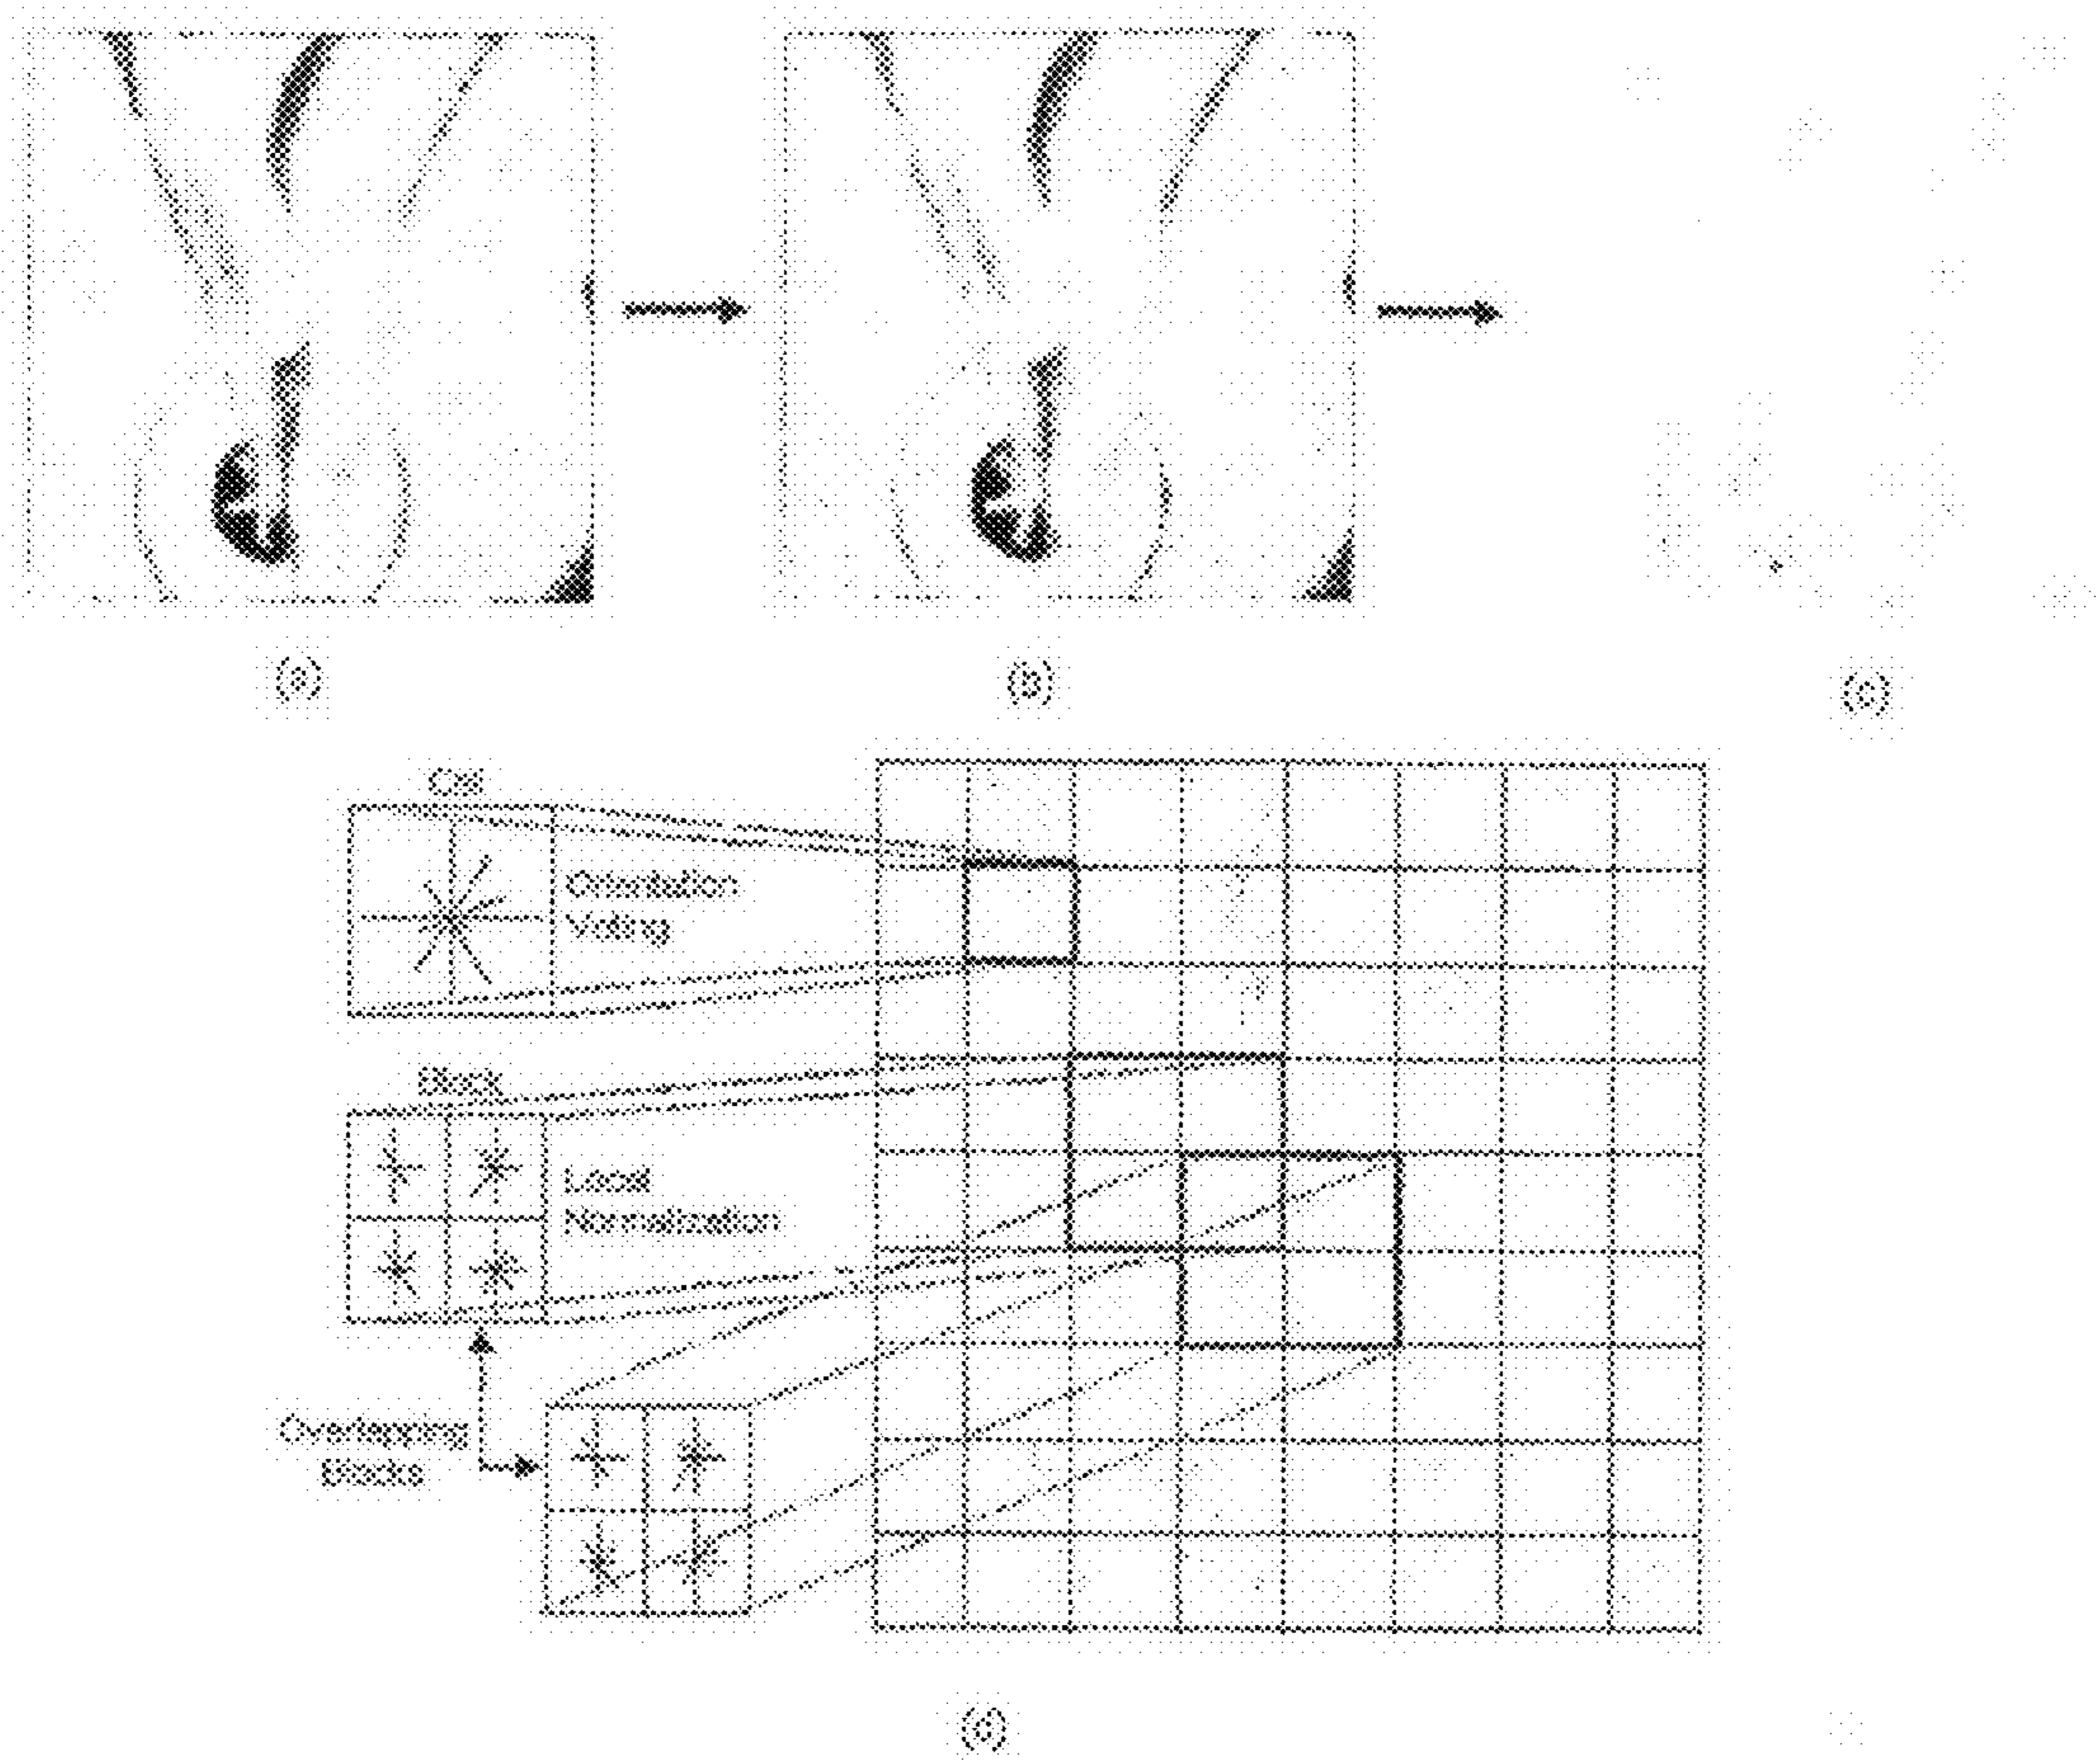 (a)
(b)
(c)
Cell
Orientation
Voting
Block
Local
Normalization
Overlapping
Blocks
(d)